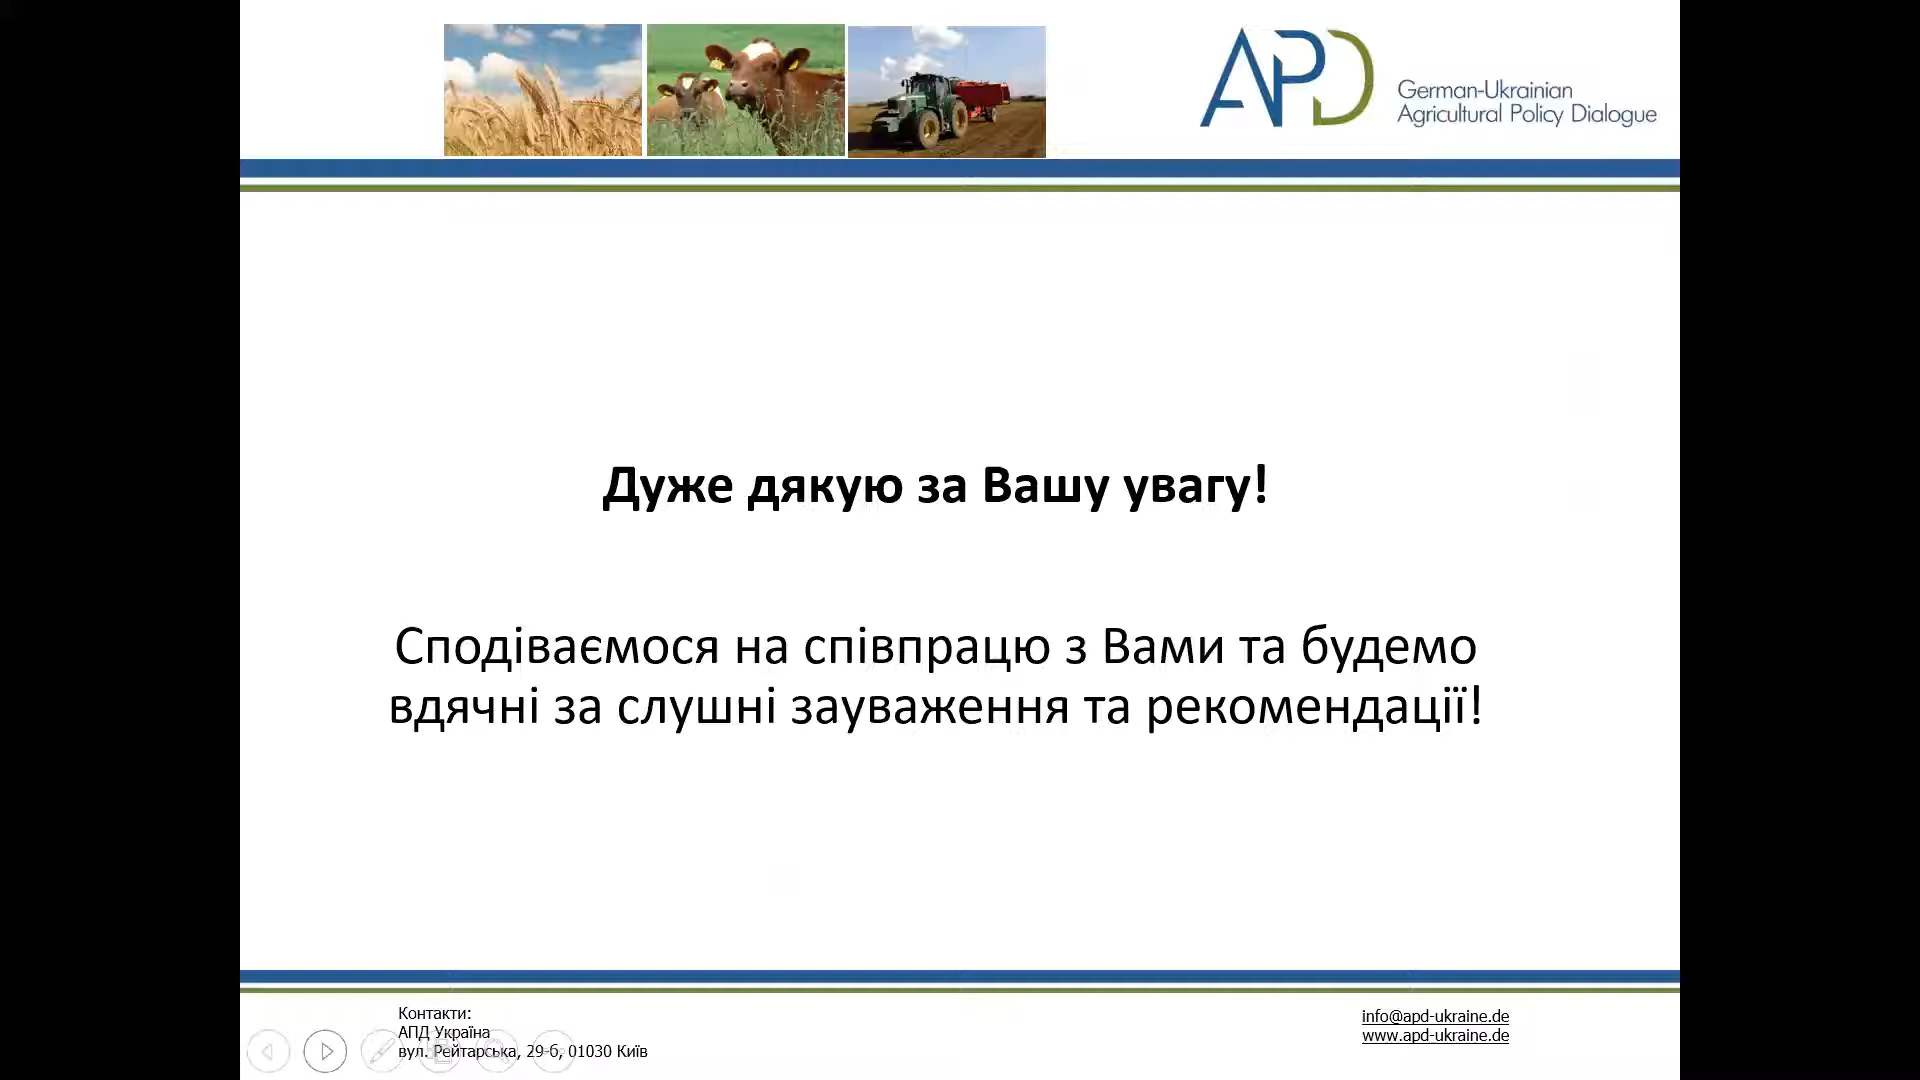 APD
German-Ukrainian
Agricultural Policy Dialogue
Дуже дякую за Вашу увагу!
Сподіваємося на співпрацю з Вами та будемо
вдячні за слушні зауваження та рекомендації!
Контакти:
АПД Україна
вул. Рейтарська, 29-б, 01030 Київ
info@apd-ukraine.de
www.apd-ukraine.de